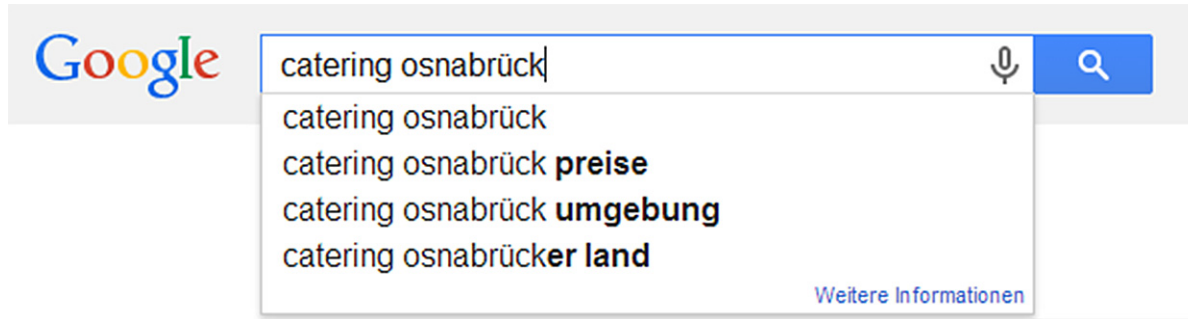 Google catering osnabrück
catering osnabrück
catering osnabrück preise
catering osnabrück umgebung
catering osnabrücker land
Weitere Informationen